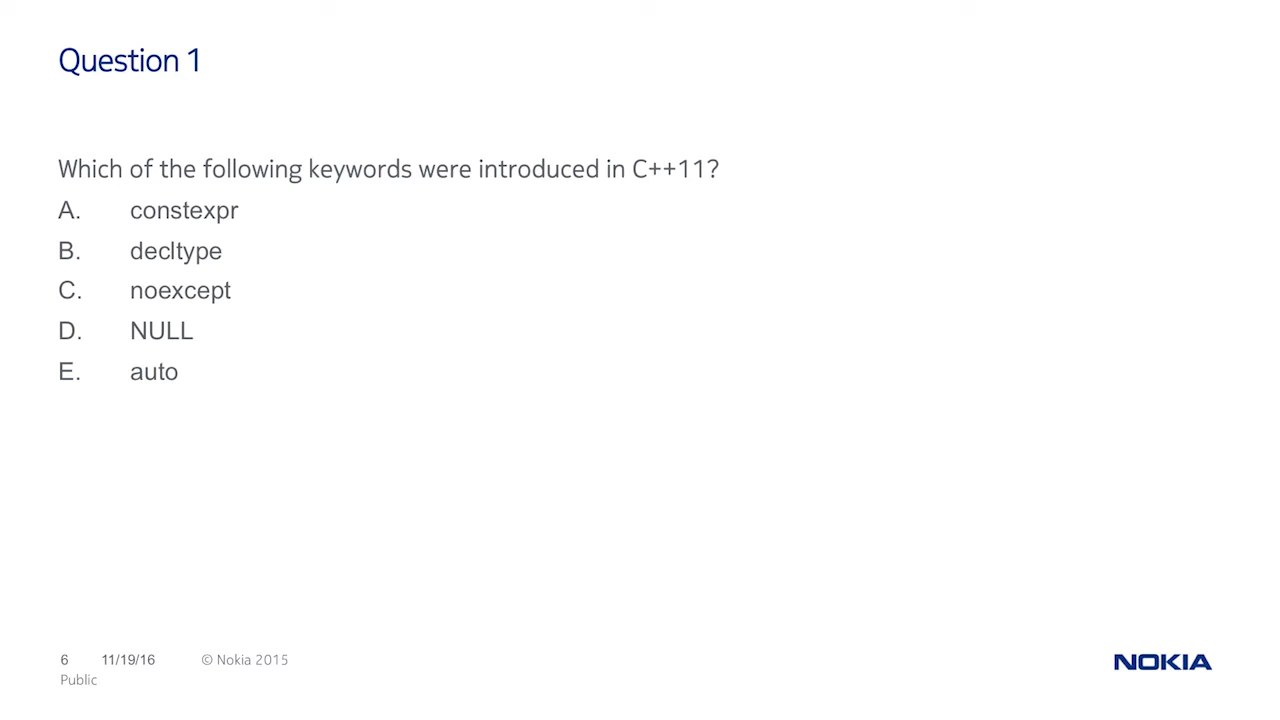 Question 1
Which of the following keywords were introduced in C++11?
A. constexpr
B. decltype
C. noexcept
D. NULL
E. auto
6 11/19/16 © Nokia 2015
Public
NOKIA